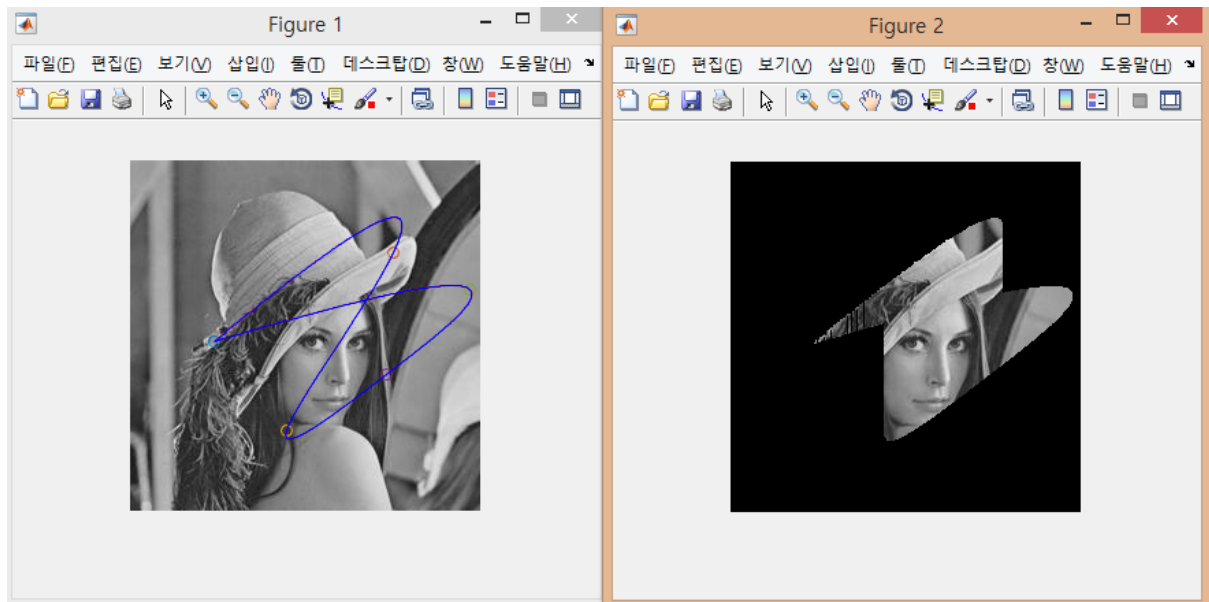 Figure 1
파일(F) 편집(E) 보기(V) 삽입(I) 툴(T) 데스크탑(D) 창(W) 도움말(H)
Figure 2
파일(F) 편집(E) 보기(V) 삽입(I) 툴(T) 데스크탑(D) 창(W) 도움말(H)